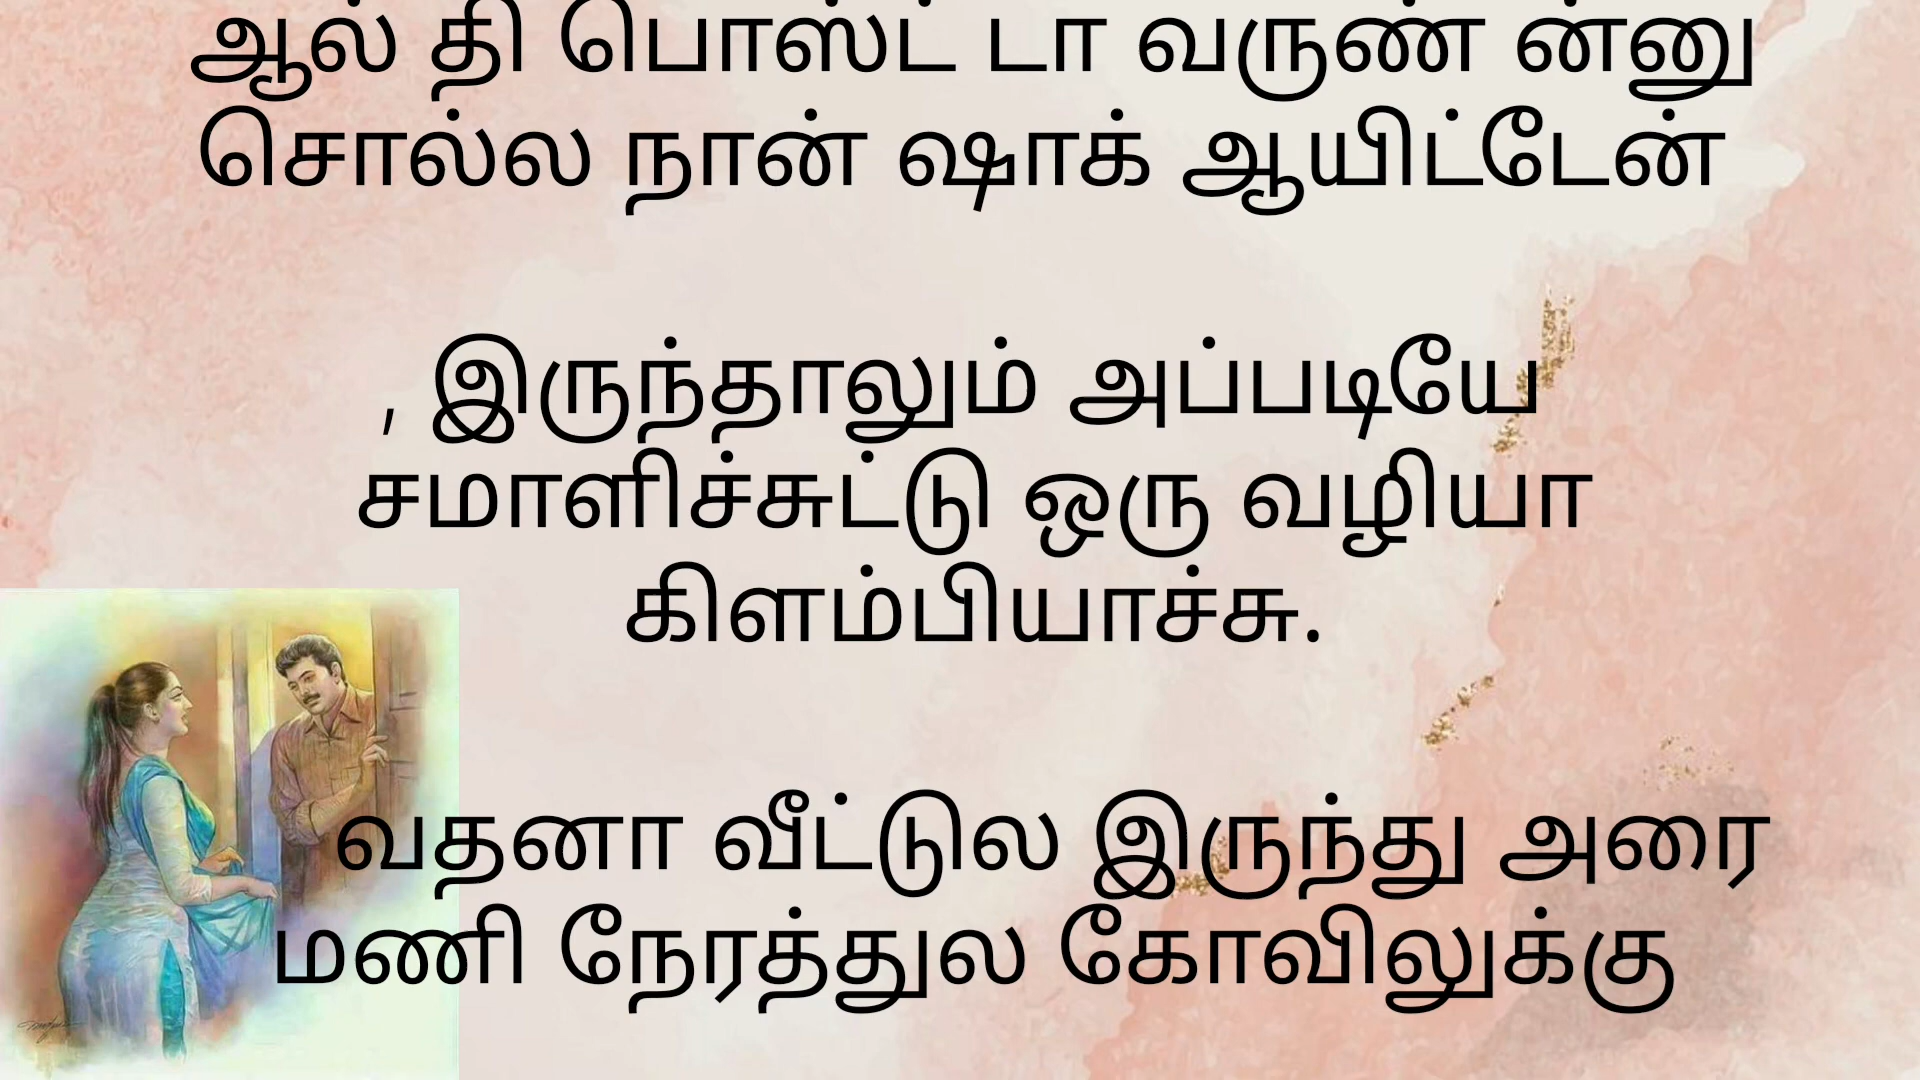 ஆல் தி பெஸ்ட் டா வருண் ன்னு
சொல்ல நான் ஷாக் ஆயிட்டேன்
, இருந்தாலும் அப்படியே
சமாளிச்சுட்டு ஒரு வழியா
கிளம்பியாச்சு.
வதனா வீட்டுல இருந்து அரை
மணி நேரத்துல கோவிலுக்கு